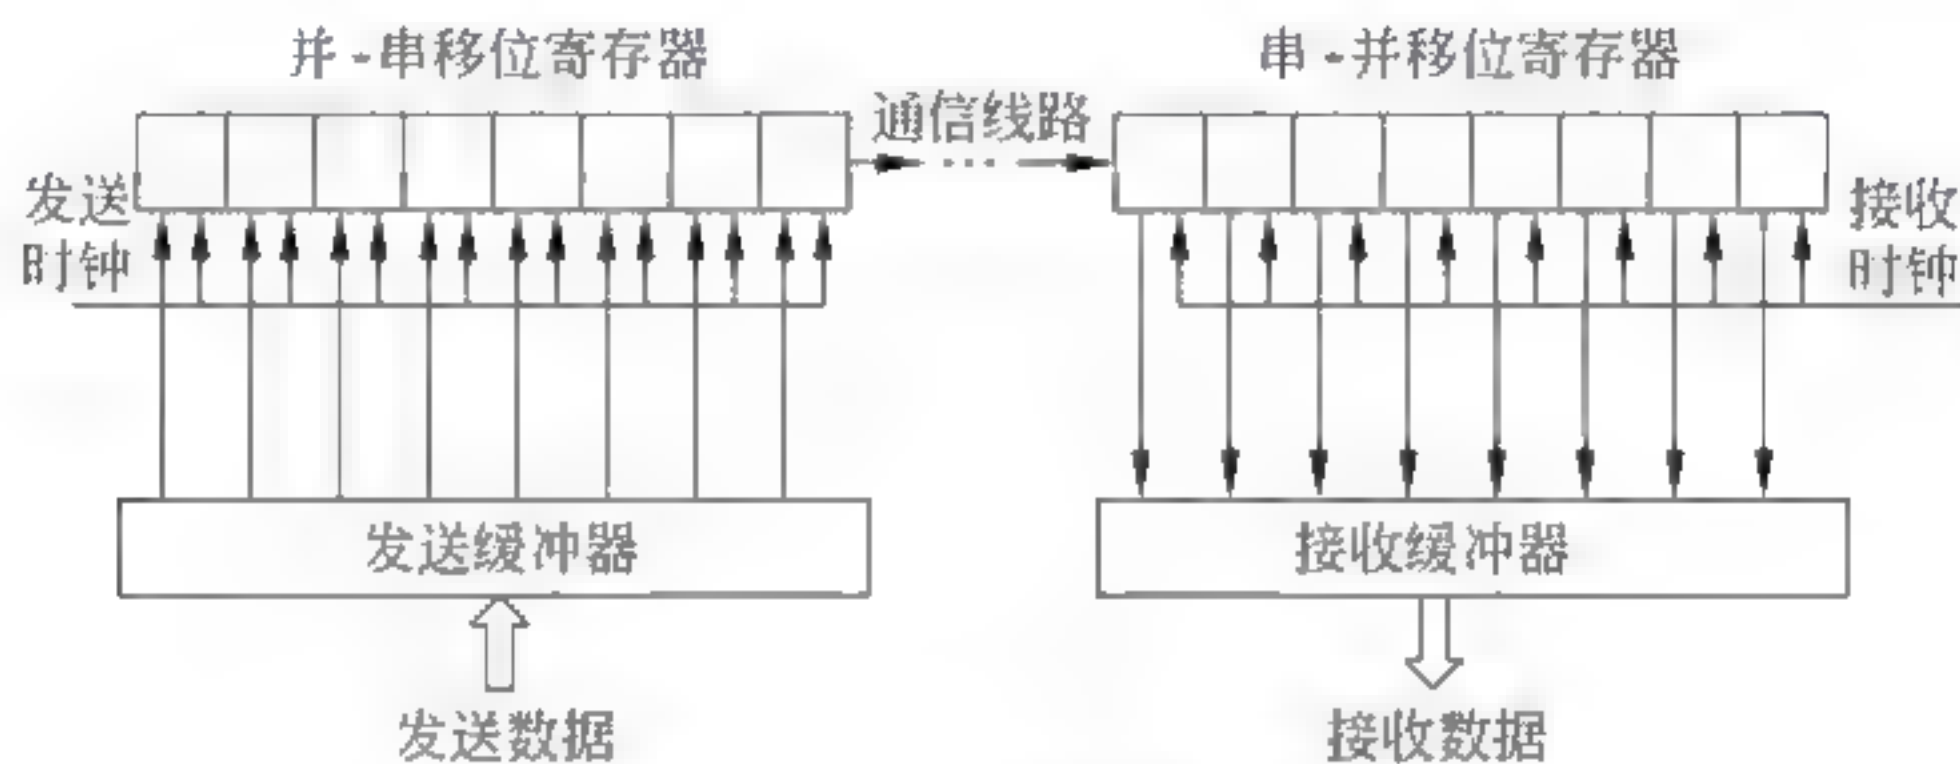 并-串移位寄存器
串-并移位寄存器
通信线路
发送
时钟
接收
时钟
发送缓冲器
接收缓冲器
发送数据
接收数据